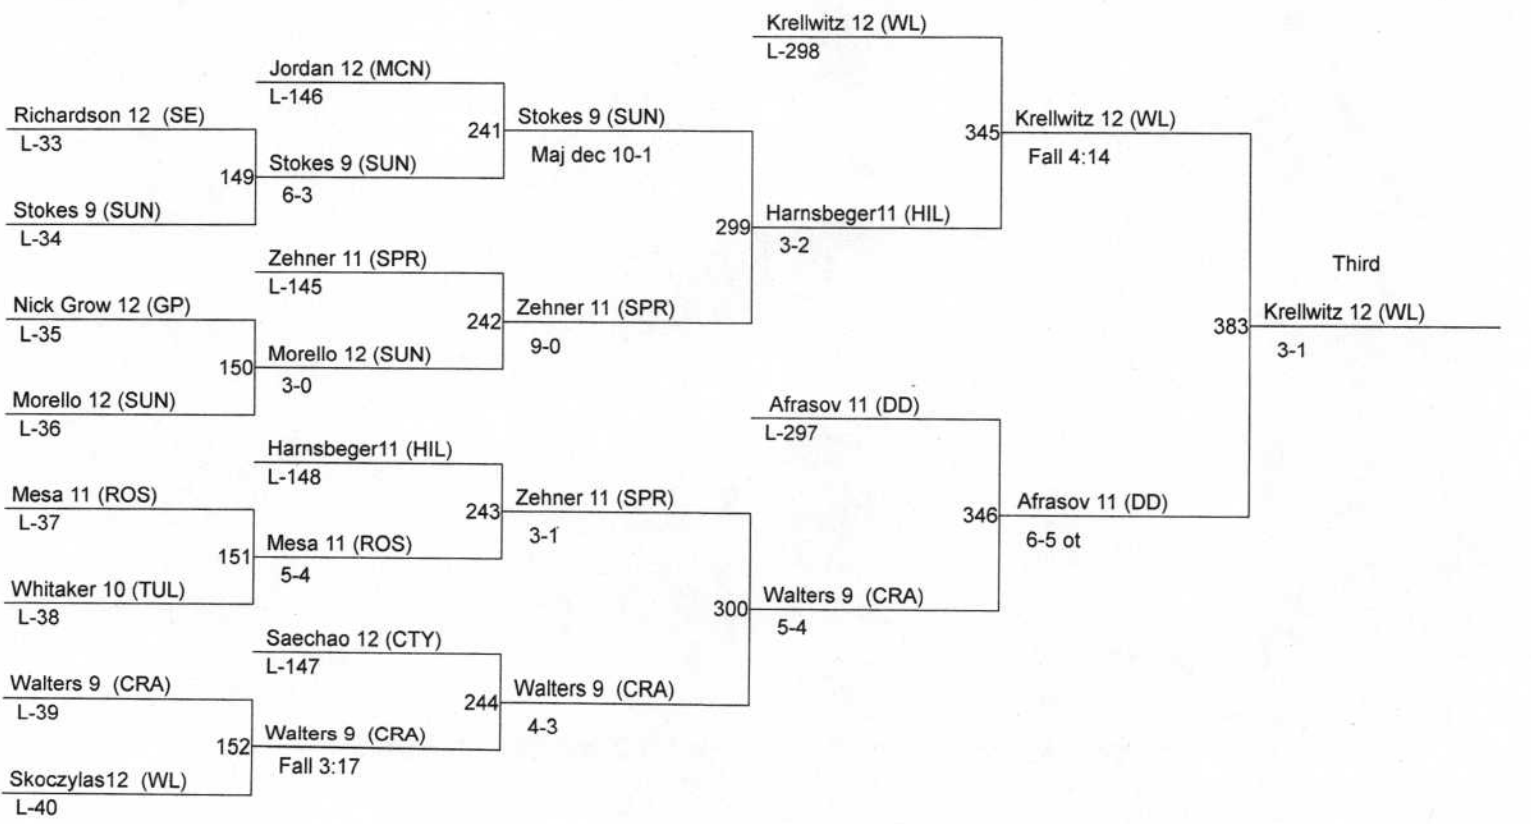 Krellwitz 12 (WL)
L-298
Jordan 12 (MCN)
L-146
Richardson 12 (SE)
L-33
Stokes 9 (SUN)
241
Maj dec 10-1
345
Krellwitz 12 (WL)
Fall 4:14
149
Stokes 9 (SUN)
6-3
Stokes 9 (SUN)
L-34
299
Harnsbeger11 (HIL)
3-2
Zehner 11 (SPR)
L-145
Third
Nick Grow 12 (GP)
L-35
242
Zehner 11 (SPR)
9-0
383
Krellwitz 12 (WL)
3-1
150
Morello 12 (SUN)
3-0
Morello 12 (SUN)
L-36
Afrasov 11 (DD)
L-297
Harnsbeger11 (HIL)
L-148
Mesa 11 (ROS)
L-37
243
Zehner 11 (SPR)
3-1
346
Afrasov 11 (DD)
6-5 ot
151
Mesa 11 (ROS)
5-4
Whitaker 10 (TUL)
L-38
300
Walters 9 (CRA)
5-4
Saechao 12 (CTY)
L-147
Walters 9 (CRA)
L-39
244
Walters 9 (CRA)
4-3
152
Walters 9 (CRA)
Fall 3:17
Skoczylas12 (WL)
L-40